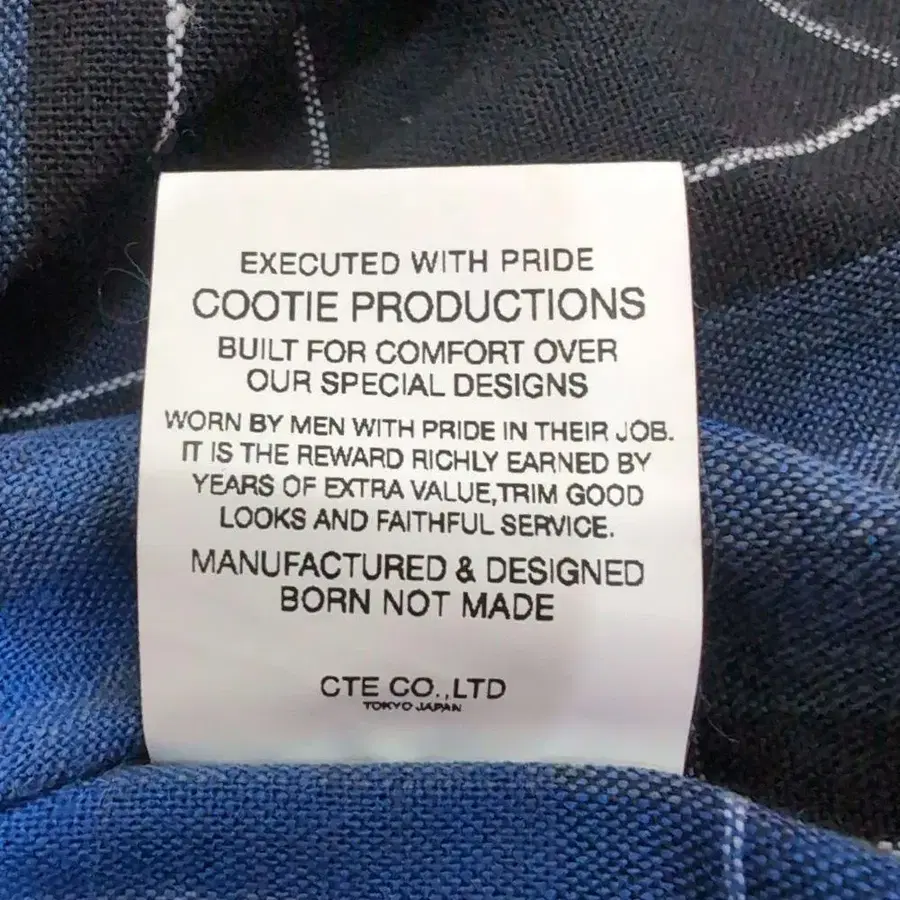 EXECUTED WITH PRIDE
COOTIE PRODUCTIONS
BUILT FOR COMFORT OVER
OUR SPECIAL DESIGNS
WORN BY MEN WITH PRIDE IN THEIR JOB.
IT IS THE REWARD RICHLY EARNED BY
YEARS OF EXTRA VALUE,TRIM GOOD
LOOKS AND FAITHFUL SERVICE.
MANUFACTURED & DESIGNED
BORN NOT MADE
CTE CO.,LTD
TOKYO JAPAN